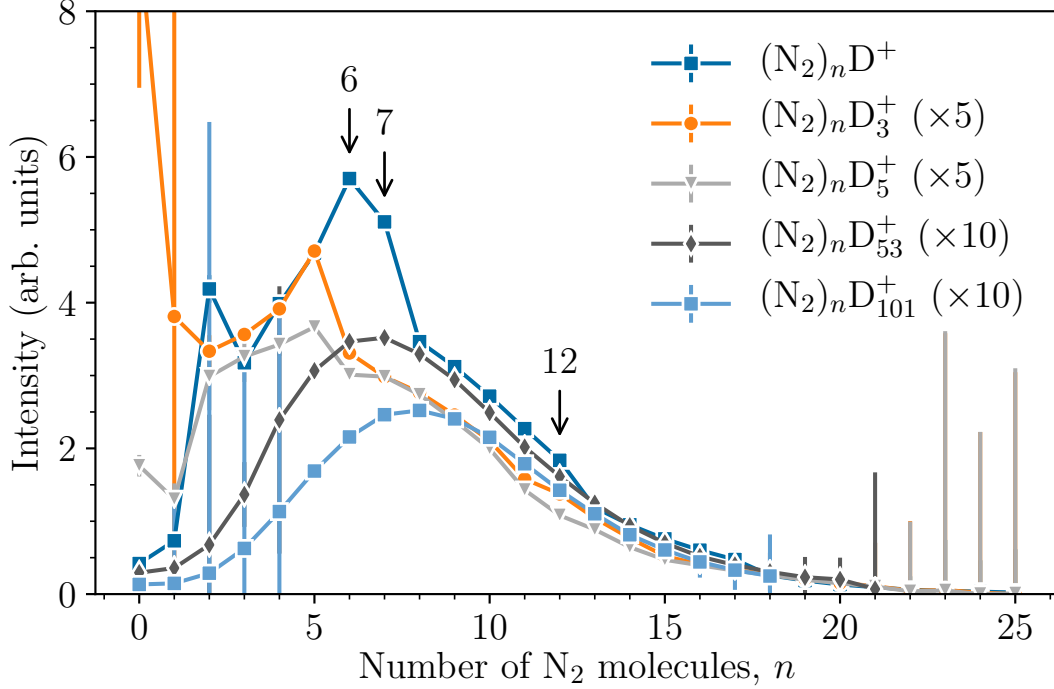 8
6
4
2
0
Intensity (arb. units)
6
7
12
(N₂)ₙD⁺
(N₂)ₙD₃⁺ (×5)
(N₂)ₙD₅⁺ (×5)
(N₂)ₙD₅₃⁺ (×10)
(N₂)ₙD₁₀₁⁺ (×10)
0 5 10 15 20 25
Number of N₂ molecules, n